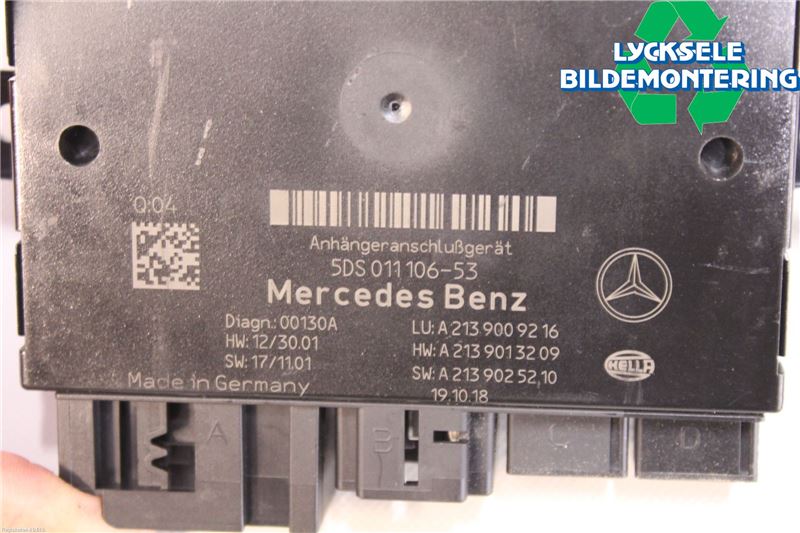 LYCKSELE
BILDEMONTERING
Q:04
Anhängeranschlußgerät
5DS 011 106-53
Mercedes Benz
Diagn.: 00130A
HW: 12/30.01
SW: 17/11.01
Made in Germany
LU: A 213 900 92 16
HW: A 213 901 32 09
SW: A 213 902 52 10
19.10.18
HELLA
A
B
C
D